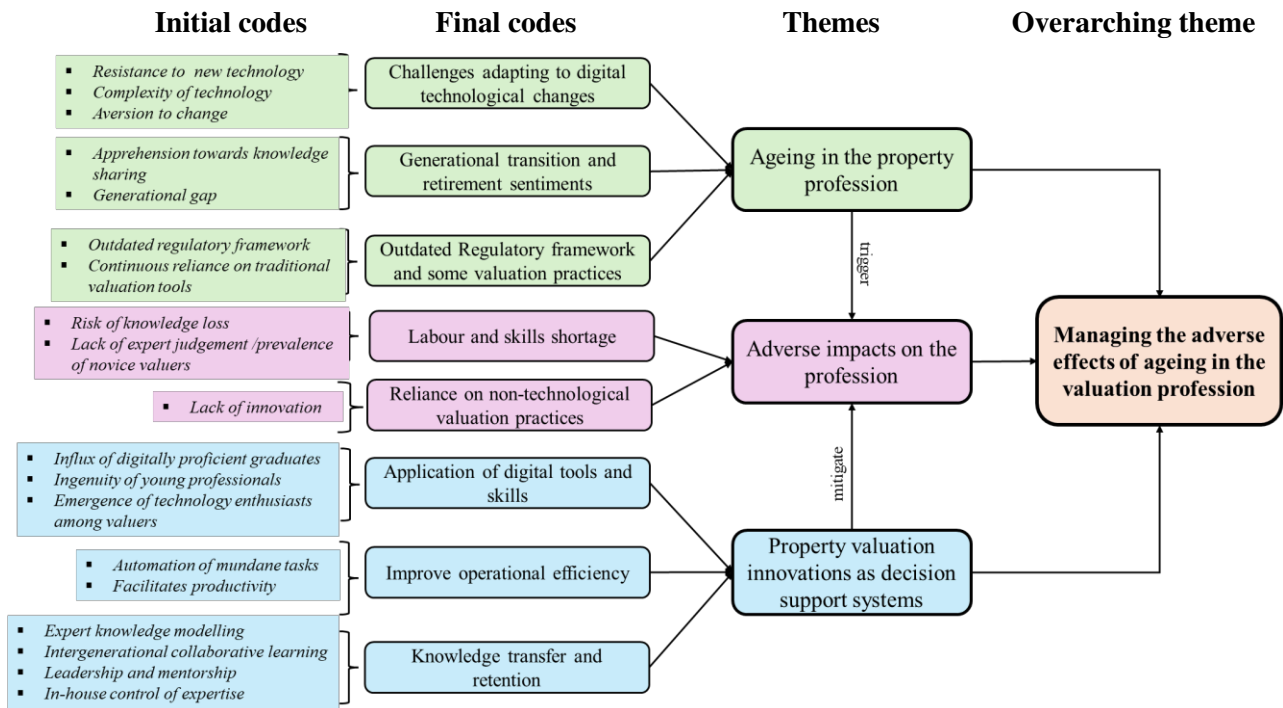 Initial codes
Final codes
Themes
Overarching theme
▪ Resistance to new technology
▪ Complexity of technology
▪ Aversion to change
Challenges adapting to digital
technological changes
▪ Apprehension towards knowledge
sharing
▪ Generational gap
Generational transition and
retirement sentiments
▪ Outdated regulatory framework
▪ Continuous reliance on traditional
valuation tools
Outdated Regulatory framework
and some valuation practices
Ageing in the property
profession
trigger
▪ Risk of knowledge loss
▪ Lack of expert judgement /prevalence
of novice valuers
Labour and skills shortage
▪ Lack of innovation
Reliance on non-technological
valuation practices
Adverse impacts on the
profession
mitigate
▪ Influx of digitally proficient graduates
▪ Ingenuity of young professionals
▪ Emergence of technology enthusiasts
among valuers
Application of digital tools and
skills
▪ Automation of mundane tasks
▪ Facilitates productivity
Improve operational efficiency
▪ Expert knowledge modelling
▪ Intergenerational collaborative learning
▪ Leadership and mentorship
▪ In-house control of expertise
Knowledge transfer and
retention
Property valuation
innovations as decision
support systems
Managing the adverse
effects of ageing in the
valuation profession